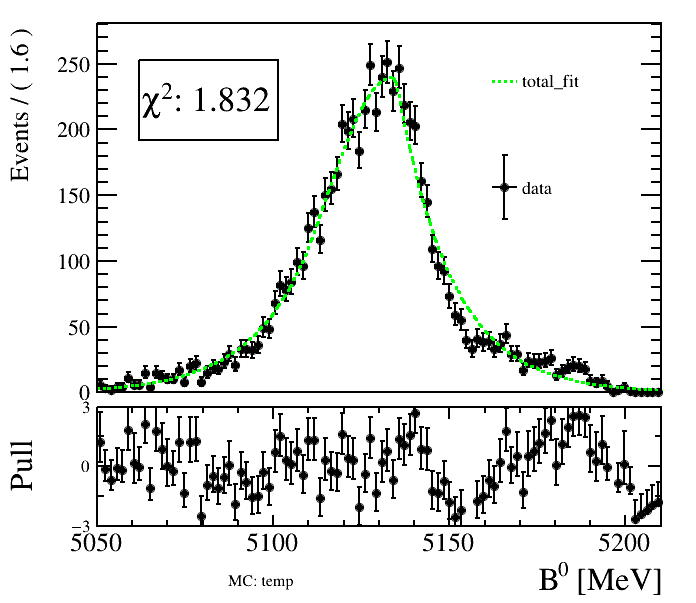 Events / ( 1.6 )
250
200
150
100
50
0
χ²: 1.832
total_fit
data
Pull
3
0
−3
5050
5100
5150
5200
MC: temp
B⁰ [MeV]